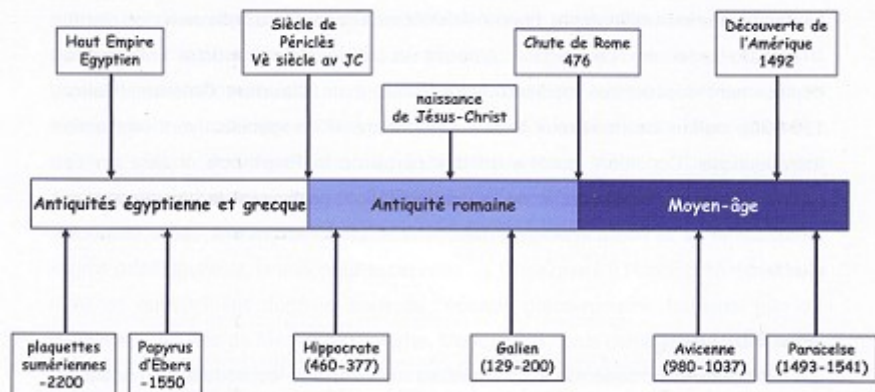 Haut Empire
Egyptien
Siècle de
Périclès
Vè siècle av JC
naissance
de Jésus-Christ
Chute de Rome
476
Découverte de
l'Amérique
1492
Antiquités égyptienne et grecque
Antiquité romaine
Moyen-âge
plaquettes
sumériennes
-2200
Papyrus
d'Ebers
-1550
Hippocrate
(460-377)
Galien
(129-200)
Avicenne
(980-1037)
Paracelse
(1493-1541)